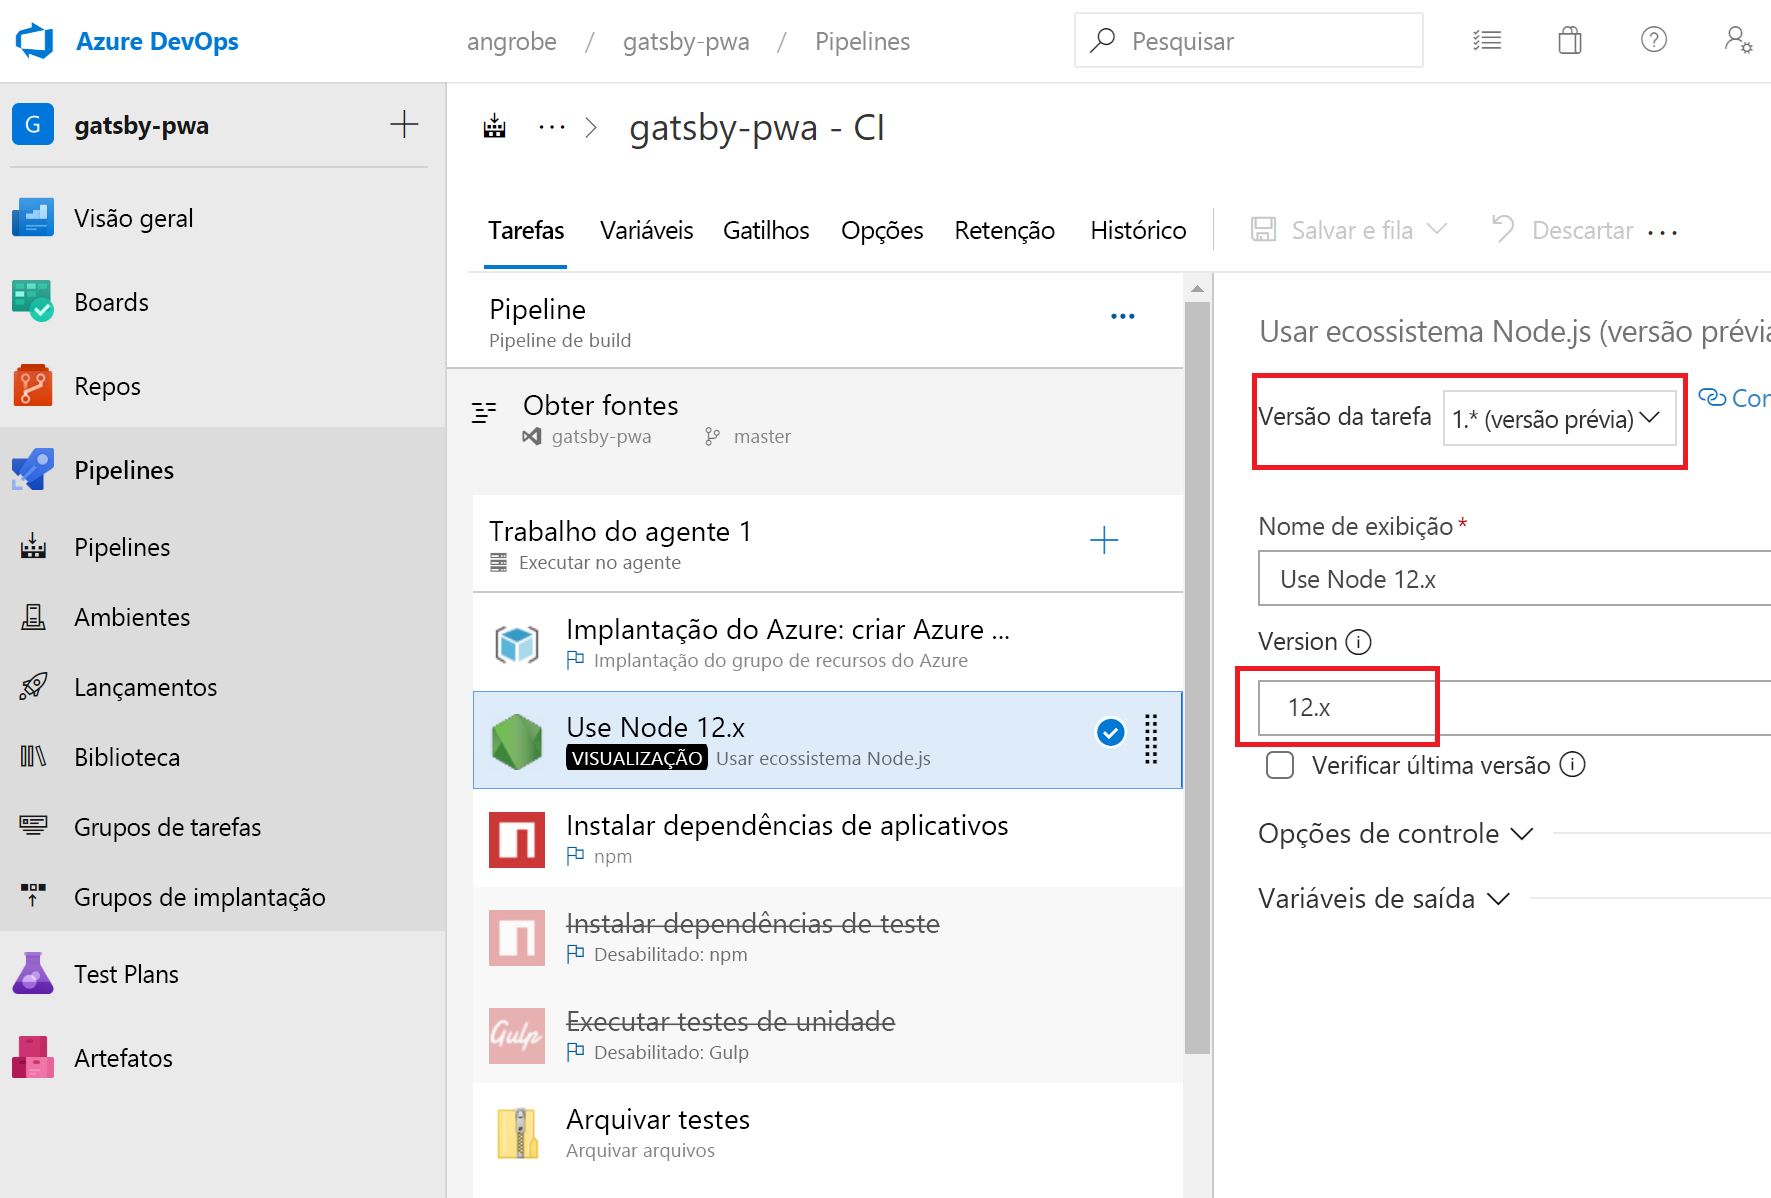 Azure DevOps
angrobe / gatsby-pwa / Pipelines
Pesquisar
G gatsby-pwa
Visão geral
Boards
Repos
Pipelines
Pipelines
Ambientes
Lançamentos
Biblioteca
Grupos de tarefas
Grupos de implantação
Test Plans
Artefatos
··· > gatsby-pwa - CI
Tarefas Variáveis Gatilhos Opções Retenção Histórico
Salvar e fila Descartar ···
Pipeline
Pipeline de build
Obter fontes
gatsby-pwa master
Trabalho do agente 1
Executar no agente
Implantação do Azure: criar Azure ...
Implantação do grupo de recursos do Azure
Use Node 12.x
VISUALIZAÇÃO Usar ecossistema Node.js
Instalar dependências de aplicativos
npm
Instalar dependências de teste
Desabilitado: npm
Gulp
Executar testes de unidade
Desabilitado: Gulp
Arquivar testes
Arquivar arquivos
Usar ecossistema Node.js (versão prévia
Versão da tarefa 1.* (versão prévia)
Nome de exibição *
Use Node 12.x
Version
12.x
Verificar última versão
Opções de controle
Variáveis de saída